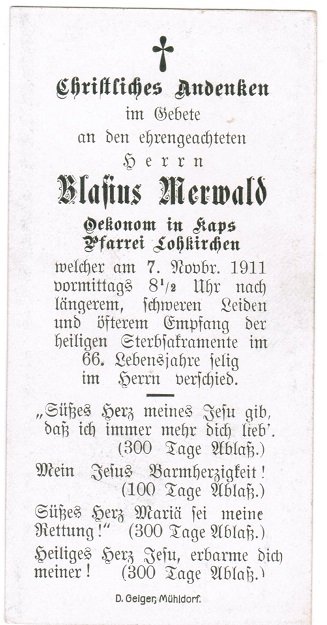 Christliches Andenken
im Gebete
an den ehrengeachteten
Herrn
Blasius Merwald
Oekonom in Kaps
Pfarrei Lohkirchen
welcher am 7. Novbr. 1911
vormittags 8 1/2 Uhr nach
längerem, schweren Leiden
und öfterem Empfang der
heiligen Sterbsakramente im
66. Lebensjahre selig
im Herrn verschied.
„Süßes Herz meines Jesu gib,
daß ich immer mehr dich lieb'.
(300 Tage Ablaß.)
Mein Jesus Barmherzigkeit!
(100 Tage Ablaß.)
Süßes Herz Mariä sei meine
Rettung!" (300 Tage Ablaß.)
Heiliges Herz Jesu, erbarme dich
meiner! (300 Tage Ablaß.)
D. Geiger, Mühldorf.